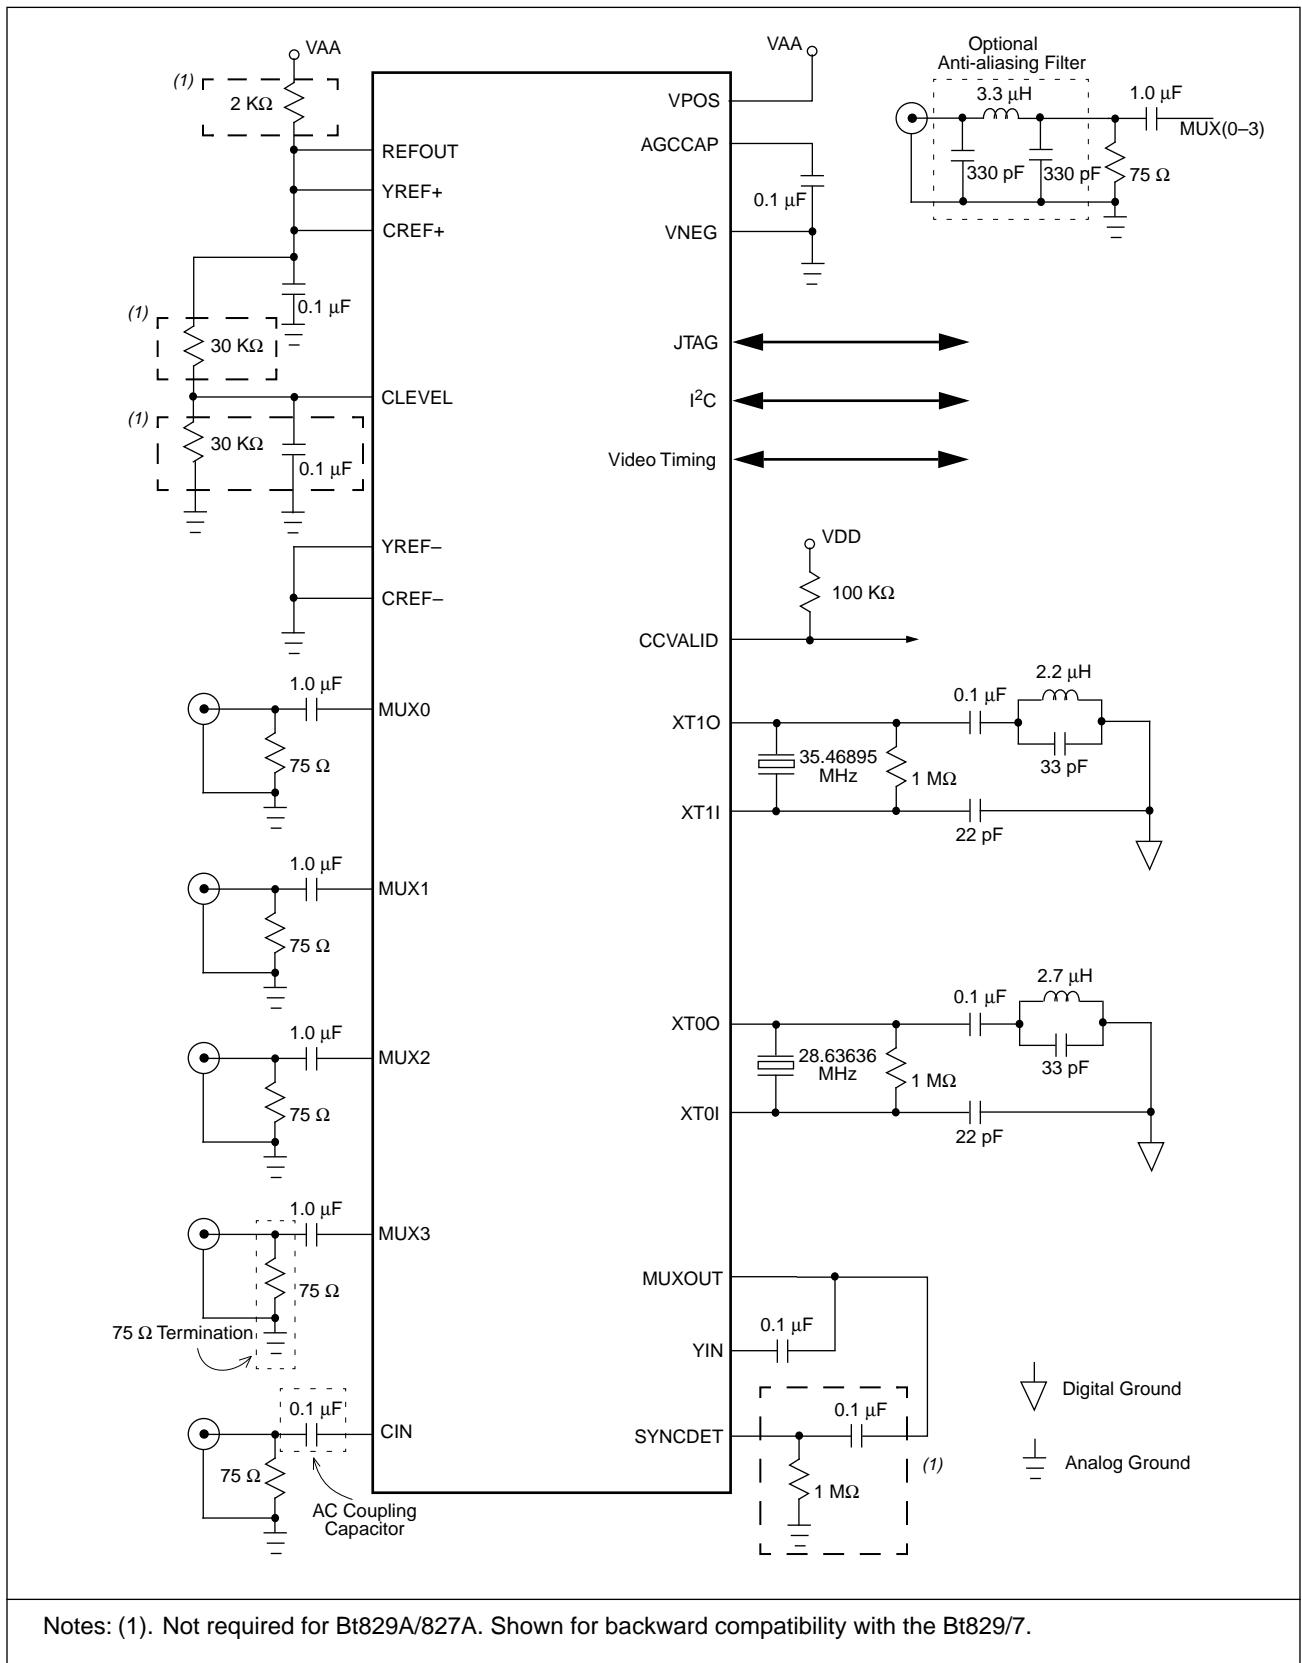 VAA
(1)
2 KΩ
REFOUT
YREF+
CREF+
0.1 µF
(1)
30 KΩ
CLEVEL
(1)
30 KΩ
0.1 µF
YREF–
CREF–
1.0 µF
MUX0
75 Ω
1.0 µF
MUX1
75 Ω
1.0 µF
MUX2
75 Ω
1.0 µF
MUX3
75 Ω
75 Ω Termination
0.1 µF
CIN
75 Ω
AC Coupling
Capacitor
VAA
VPOS
AGCCAP
0.1 µF
VNEG
Optional
Anti-aliasing Filter
3.3 µH
1.0 µF
MUX(0–3)
330 pF
330 pF
75 Ω
JTAG
I²C
Video Timing
VDD
100 KΩ
CCVALID
2.2 µH
0.1 µF
XT1O
35.46895
MHz
1 MΩ
33 pF
XT1I
22 pF
2.7 µH
0.1 µF
XT0O
28.63636
MHz
1 MΩ
33 pF
XT0I
22 pF
MUXOUT
0.1 µF
YIN
0.1 µF
SYNCDET
(1)
1 MΩ
Digital Ground
Analog Ground
Notes: (1). Not required for Bt829A/827A. Shown for backward compatibility with the Bt829/7.